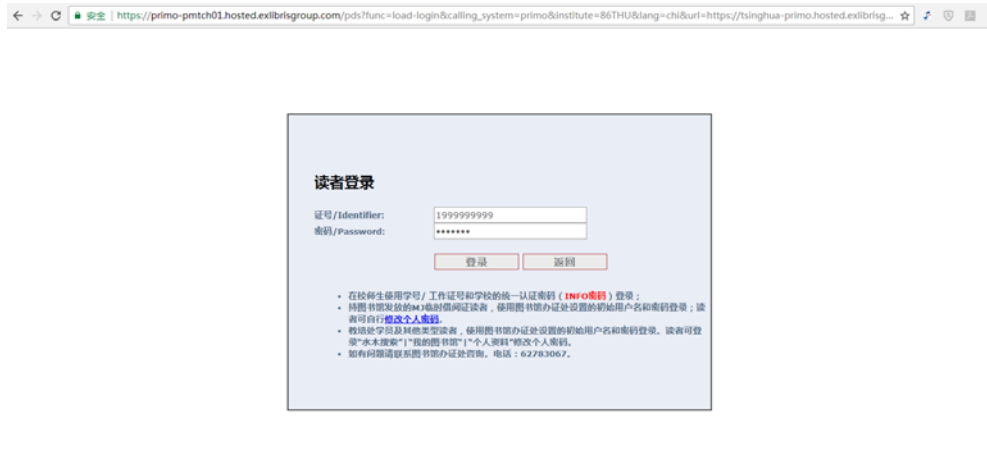 安全 | https://primo-pmtch01.hosted.exlibrisgroup.com/pds?func=load-login&calling_system=primo&institute=86THU&lang=chi&url=https://tsinghua-primo.hosted.exlibrisg...
读者登录
证号/Identifier: 1999999999
密码/Password: •••••••
登录 返回
• 在校师生使用学号/ 工作证号和学校的统一认证密码（INFO密码）登录；
• 持图书馆发放的MJ临时借阅证读者，使用图书馆办证处设置的初始用户名和密码登录；读
者可自行修改个人密码。
• 教培处学员及其他类型读者，使用图书馆办证处设置的初始用户名和密码登录。读者可登
录"水木搜索"|"我的图书馆"|"个人资料"修改个人密码。
• 如有问题请联系图书馆办证处咨询。电话：62783067。